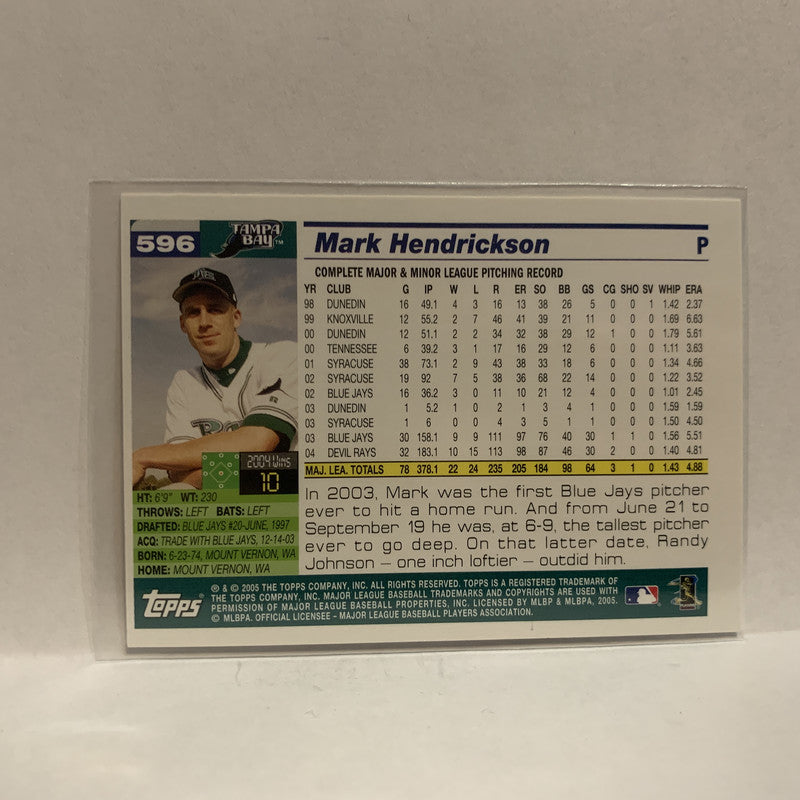 596
TAMPA BAY™
Mark Hendrickson P
COMPLETE MAJOR & MINOR LEAGUE PITCHING RECORD
YR CLUB G IP W L R ER SO BB GS CG SHO SV WHIP ERA
98 DUNEDIN 16 49.1 4 3 16 13 38 26 5 0 0 1 1.42 2.37
99 KNOXVILLE 12 55.2 2 7 46 41 39 21 11 0 0 0 1.69 6.63
00 DUNEDIN 12 51.1 2 2 34 32 38 29 12 1 0 0 1.79 5.61
00 TENNESSEE 6 39.2 3 1 17 16 29 12 6 0 0 0 1.11 3.63
01 SYRACUSE 38 73.1 2 9 43 38 33 18 6 0 0 0 1.34 4.66
02 SYRACUSE 19 92 7 5 38 36 68 22 14 0 0 0 1.22 3.52
02 BLUE JAYS 16 36.2 3 0 11 10 21 12 4 0 0 0 1.01 2.45
03 DUNEDIN 1 5.2 1 0 2 1 3 4 1 0 0 0 1.59 1.59
03 SYRACUSE 1 6 0 0 4 3 5 1 1 0 0 0 1.50 4.50
03 BLUE JAYS 30 158.1 9 9 111 97 76 40 30 1 1 0 1.56 5.51
04 DEVIL RAYS 32 183.1 10 15 113 98 87 46 30 2 0 0 1.40 4.81
MAJ. LEA. TOTALS 78 378.1 22 24 235 205 184 98 64 3 1 0 1.43 4.88
2004 WINS
10
HT: 6'9" WT: 230
THROWS: LEFT BATS: LEFT
DRAFTED: BLUE JAYS #20-JUNE, 1997
ACQ: TRADE WITH BLUE JAYS, 12-14-03
BORN: 6-23-74, MOUNT VERNON, WA
HOME: MOUNT VERNON, WA
In 2003, Mark was the first Blue Jays pitcher
ever to hit a home run. And from June 21 to
September 19 he was, at 6-9, the tallest pitcher
ever to go deep. On that latter date, Randy
Johnson – one inch loftier – outdid him.
topps
® & © 2005 THE TOPPS COMPANY, INC. ALL RIGHTS RESERVED. TOPPS IS A REGISTERED TRADEMARK OF
THE TOPPS COMPANY, INC. MAJOR LEAGUE BASEBALL TRADEMARKS AND COPYRIGHTS ARE USED WITH
PERMISSION OF MAJOR LEAGUE BASEBALL PROPERTIES, INC. LICENSED BY MLBP & MLBPA, 2005.
© MLBPA. OFFICIAL LICENSEE - MAJOR LEAGUE BASEBALL PLAYERS ASSOCIATION.